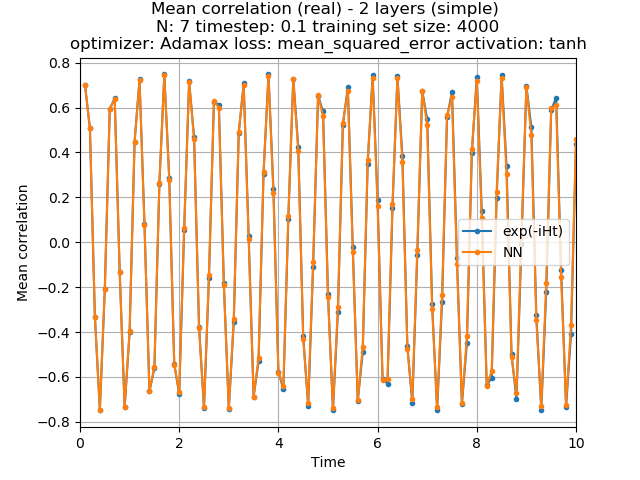 Mean correlation (real) - 2 layers (simple)
N: 7 timestep: 0.1 training set size: 4000
optimizer: Adamax loss: mean_squared_error activation: tanh
0.8
0.6
0.4
0.2
0.0
−0.2
−0.4
−0.6
−0.8
Mean correlation
exp(-iHt)
NN
0 2 4 6 8 10
Time